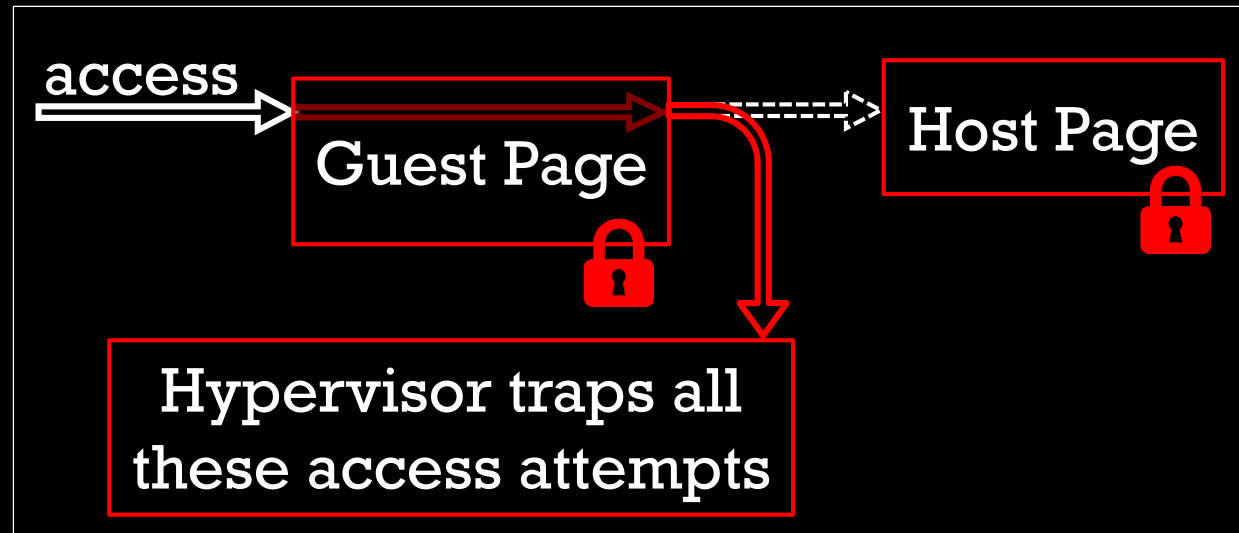 access
Guest Page
Host Page
Hypervisor traps all
these access attempts